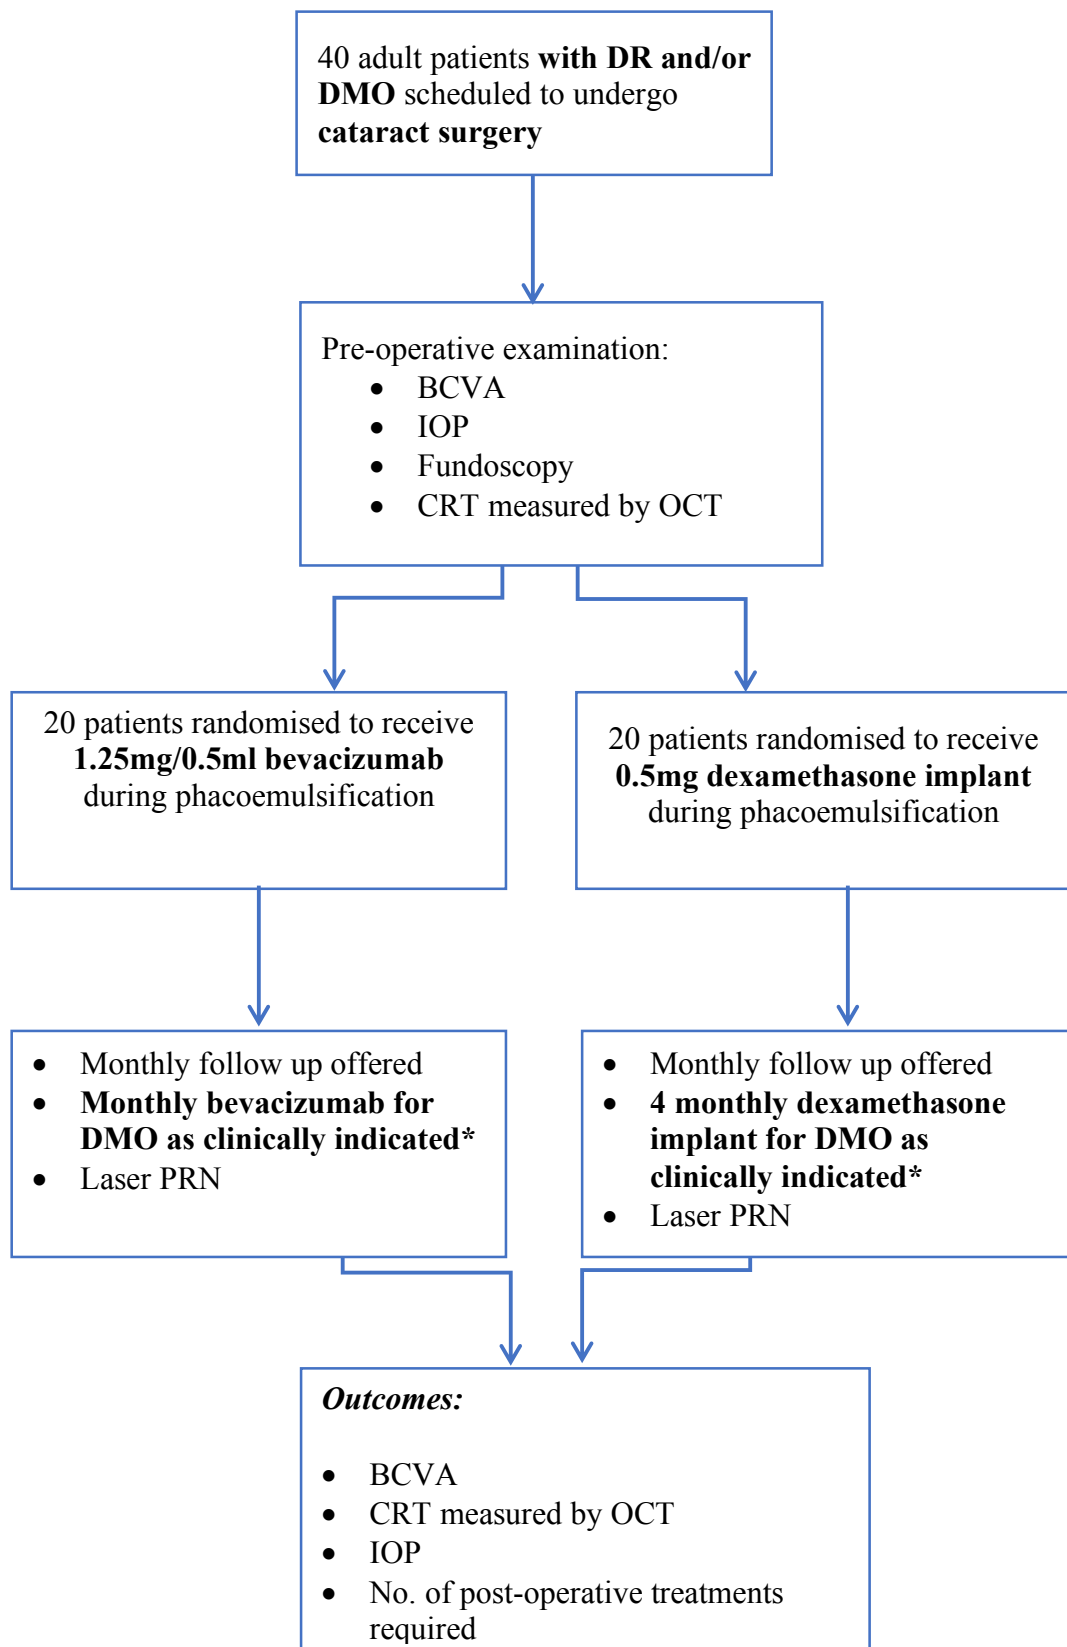 40 adult patients with DR and/or
DMO scheduled to undergo
cataract surgery
Pre-operative examination:
• BCVA
• IOP
• Fundoscopy
• CRT measured by OCT
20 patients randomised to receive
1.25mg/0.5ml bevacizumab
during phacoemulsification
20 patients randomised to receive
0.5mg dexamethasone implant
during phacoemulsification
• Monthly follow up offered
• Monthly bevacizumab for
DMO as clinically indicated*
• Laser PRN
• Monthly follow up offered
• 4 monthly dexamethasone
implant for DMO as
clinically indicated*
• Laser PRN
Outcomes:
• BCVA
• CRT measured by OCT
• IOP
• No. of post-operative treatments
required